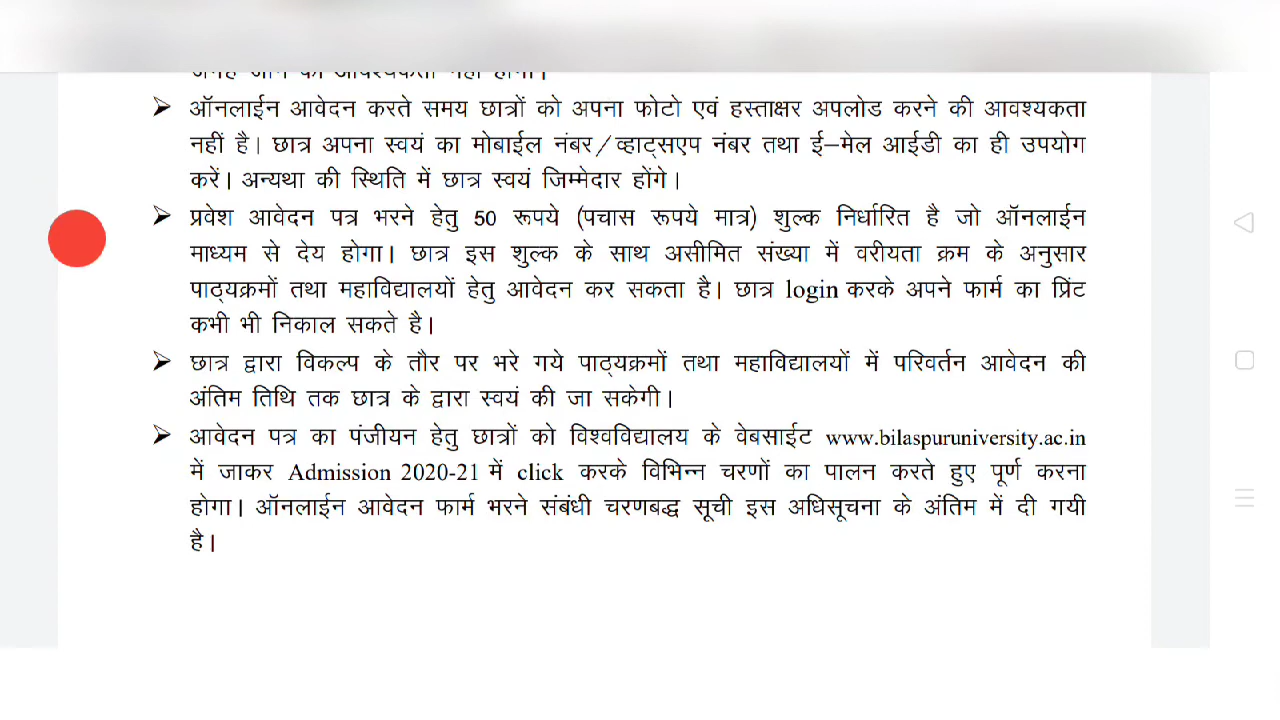 ➢ ऑनलाईन आवेदन करते समय छात्रों को अपना फोटो एवं हस्ताक्षर अपलोड करने की आवश्यकता
नहीं है। छात्र अपना स्वयं का मोबाईल नंबर/व्हाट्सएप नंबर तथा ई–मेल आईडी का ही उपयोग
करें। अन्यथा की स्थिति में छात्र स्वयं जिम्मेदार होंगे।
➢ प्रवेश आवेदन पत्र भरने हेतु 50 रूपये (पचास रूपये मात्र) शुल्क निर्धारित है जो ऑनलाईन
माध्यम से देय होगा। छात्र इस शुल्क के साथ असीमित संख्या में वरीयता क्रम के अनुसार
पाठ्यक्रमों तथा महाविद्यालयों हेतु आवेदन कर सकता है। छात्र login करके अपने फार्म का प्रिंट
कभी भी निकाल सकते है।
➢ छात्र द्वारा विकल्प के तौर पर भरे गये पाठ्यक्रमों तथा महाविद्यालयों में परिवर्तन आवेदन की
अंतिम तिथि तक छात्र के द्वारा स्वयं की जा सकेगी।
➢ आवेदन पत्र का पंजीयन हेतु छात्रों को विश्वविद्यालय के वेबसाईट www.bilaspuruniversity.ac.in
में जाकर Admission 2020-21 में click करके विभिन्न चरणों का पालन करते हुए पूर्ण करना
होगा। ऑनलाईन आवेदन फार्म भरने संबंधी चरणबद्ध सूची इस अधिसूचना के अंतिम में दी गयी
है।